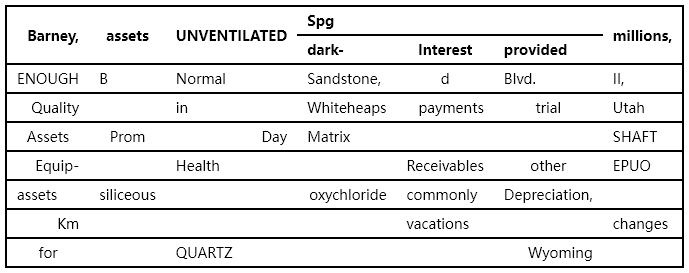 Barney, assets UNVENTILATED Spg millions,
dark- Interest provided
ENOUGH B Normal Sandstone, d Blvd. II,
Quality in Whiteheaps payments trial Utah
Assets Prom Day Matrix SHAFT
Equip- Health Receivables other EPUO
assets siliceous oxychloride commonly Depreciation,
Km vacations changes
for QUARTZ Wyoming